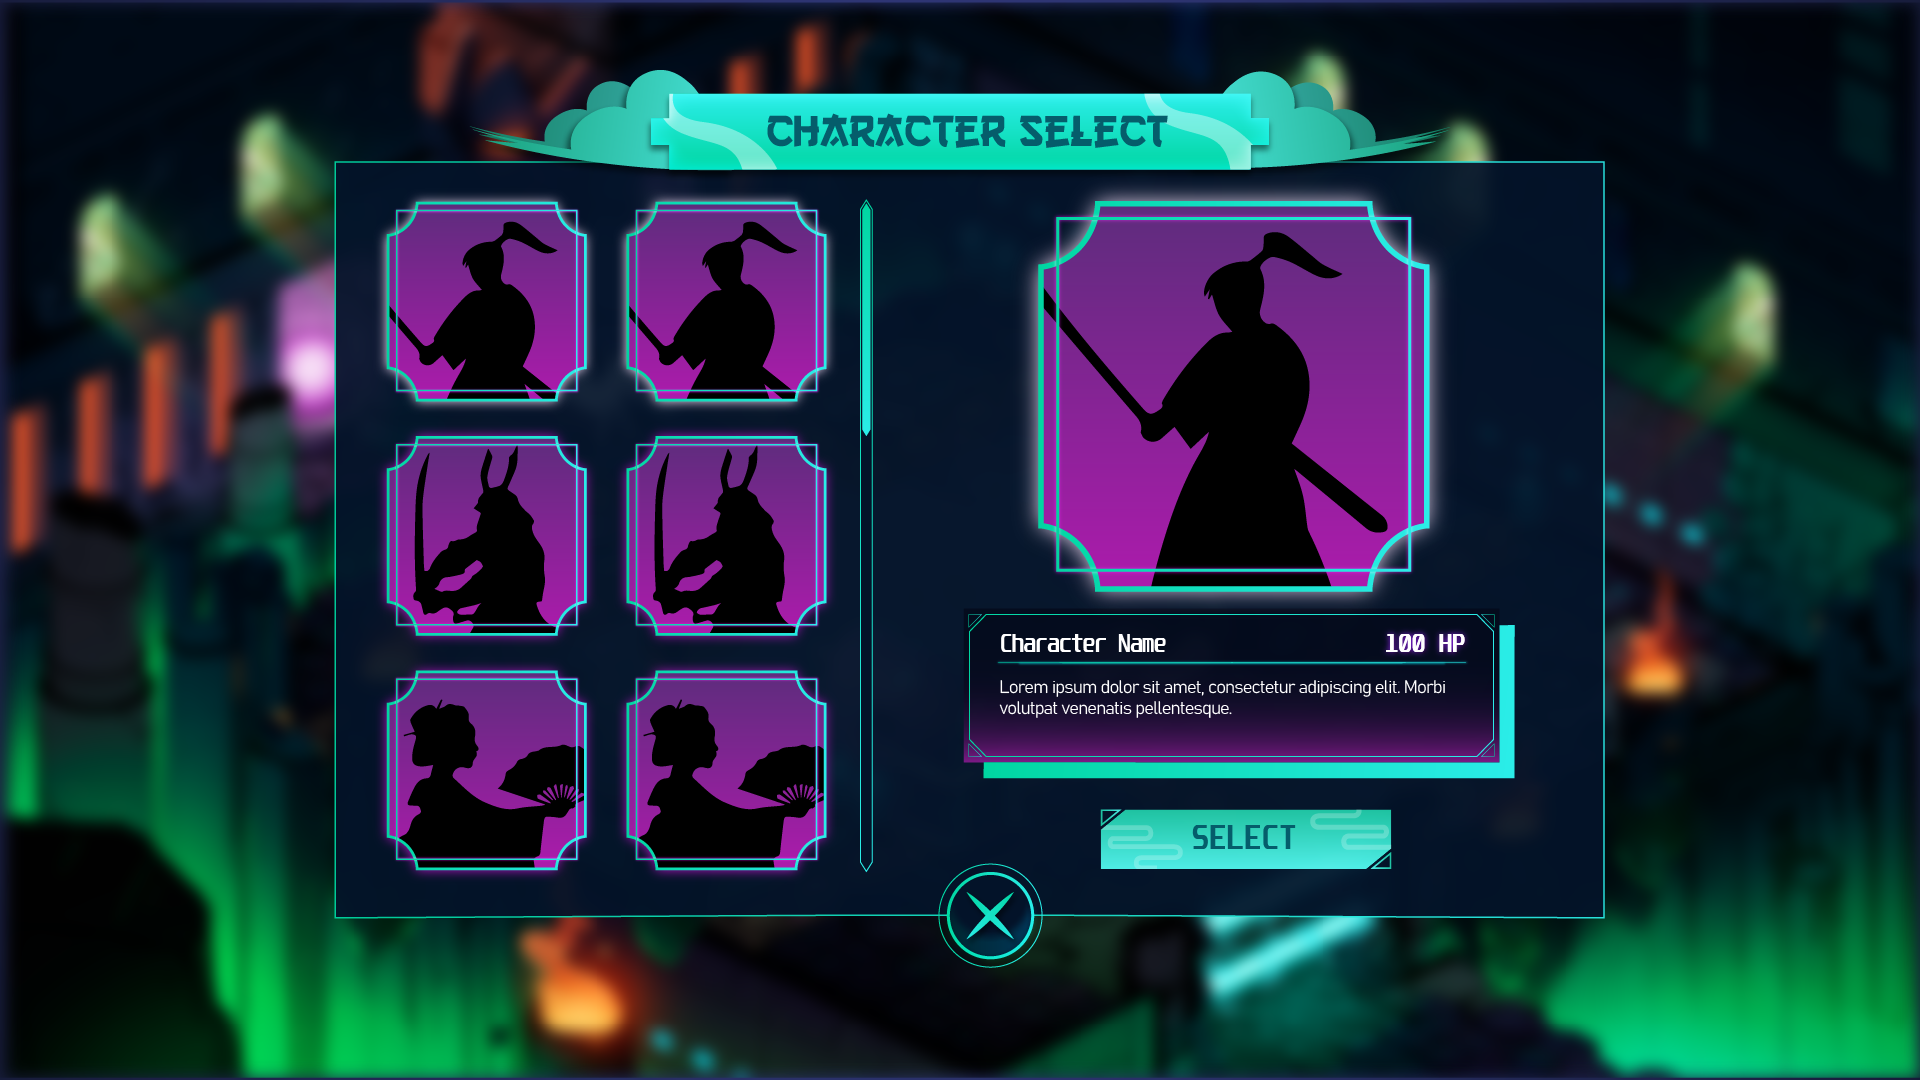 CHARACTER SELECT
Character Name 100 HP
Lorem ipsum dolor sit amet, consectetur adipiscing elit. Morbi
volutpat venenatis pellentesque.
SELECT